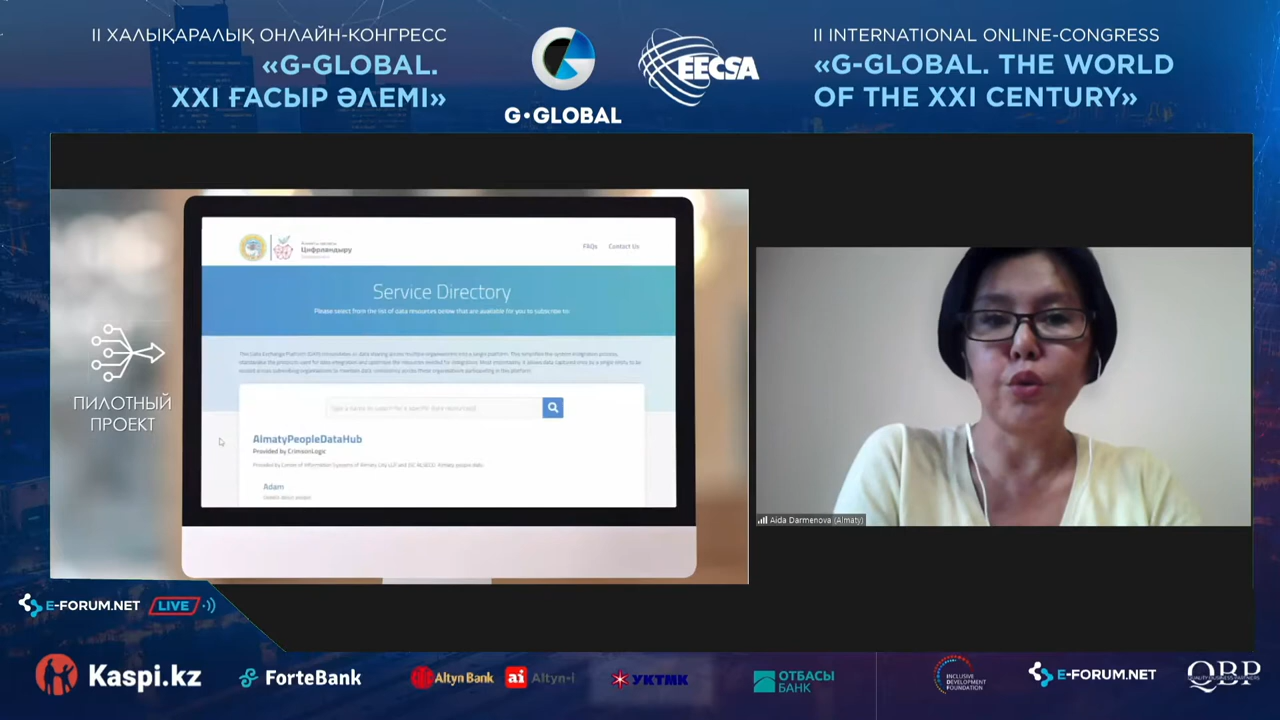 II ХАЛЫҚАРАЛЫҚ ОНЛАЙН-КОНГРЕСС
«G-GLOBAL.
XXI ҒАСЫР ӘЛЕМІ»
G·GLOBAL
EECSA
II INTERNATIONAL ONLINE-CONGRESS
«G-GLOBAL. THE WORLD
OF THE XXI CENTURY»
Цифрландыру
FAQs Contact Us
Service Directory
Please select from the list of data resources below that are available for you to subscribe to
AlmatyPeopleDataHub
Provided by CrimsonLogic
Adam
ПИЛОТНЫЙ
ПРОЕКТ
Aida Darmenova (Almaty)
E-FORUM.NET LIVE
Kaspi.kz
ForteBank
Altyn Bank
ai Altyn-i
УКТМК
ОТБАСЫ
БАНК
INCLUSIVE
DEVELOPMENT
FOUNDATION
E-FORUM.NET
QBP